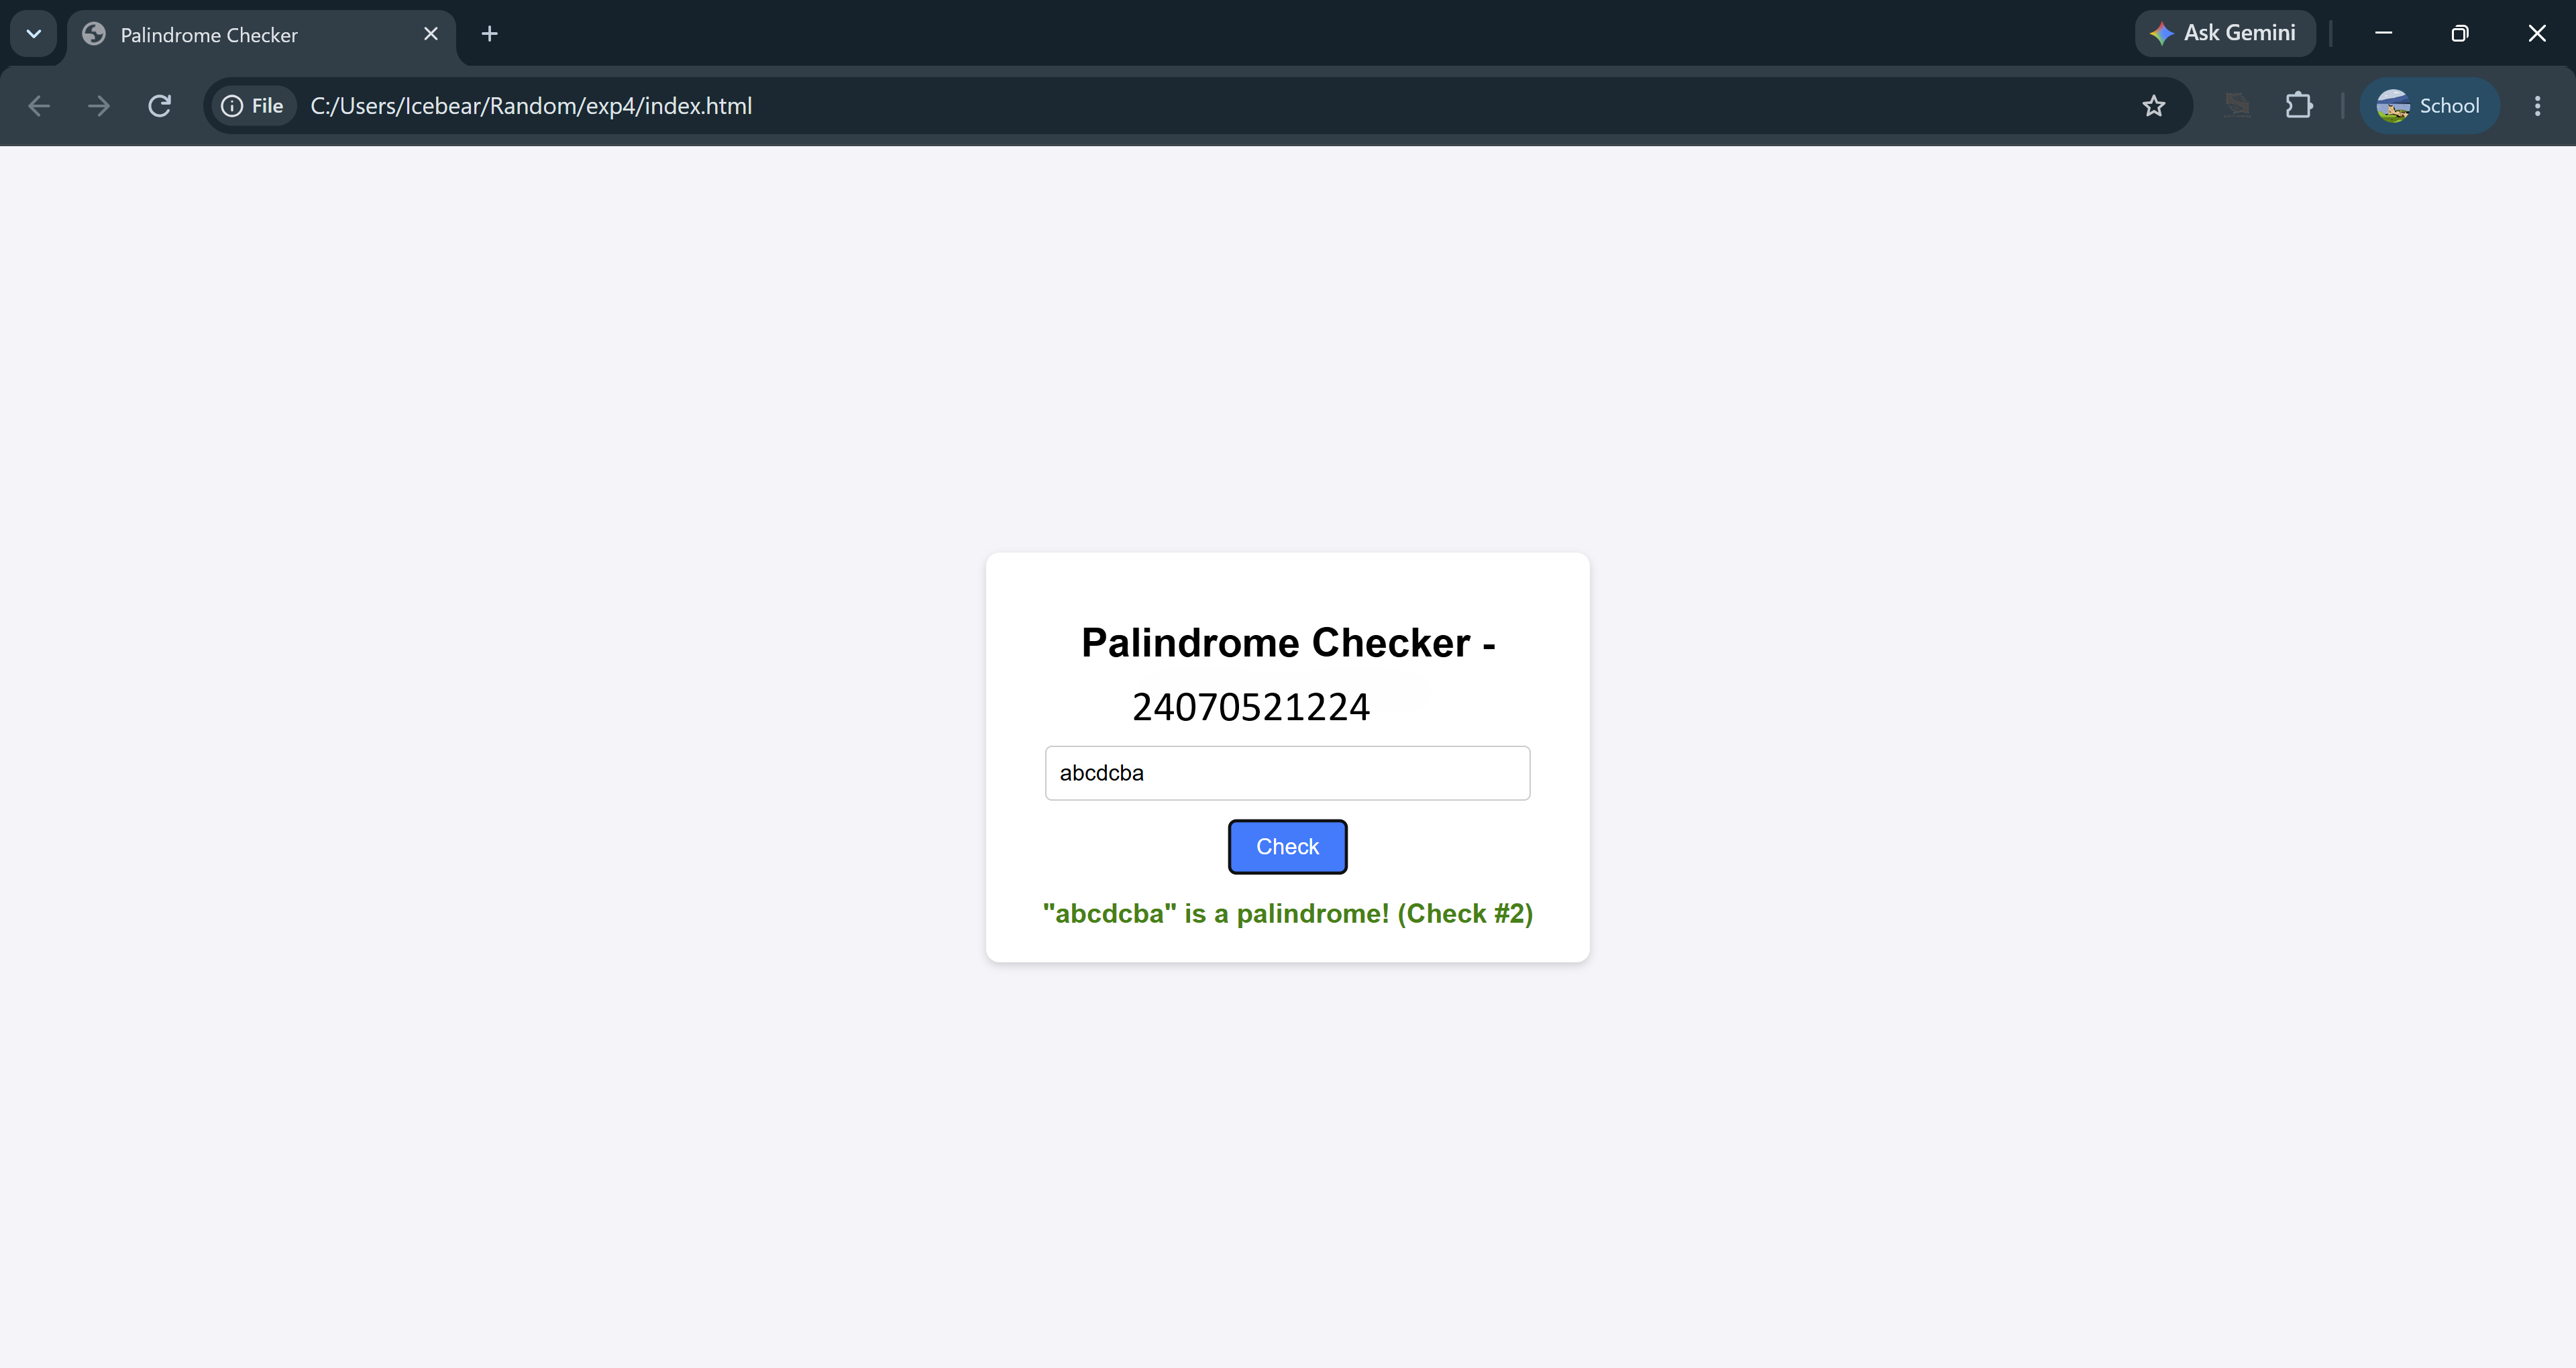 Palindrome Checker
Ask Gemini
File
C:/Users/Icebear/Random/exp4/index.html
School
Palindrome Checker -
24070521224
abcdcba
Check
"abcdcba" is a palindrome! (Check #2)